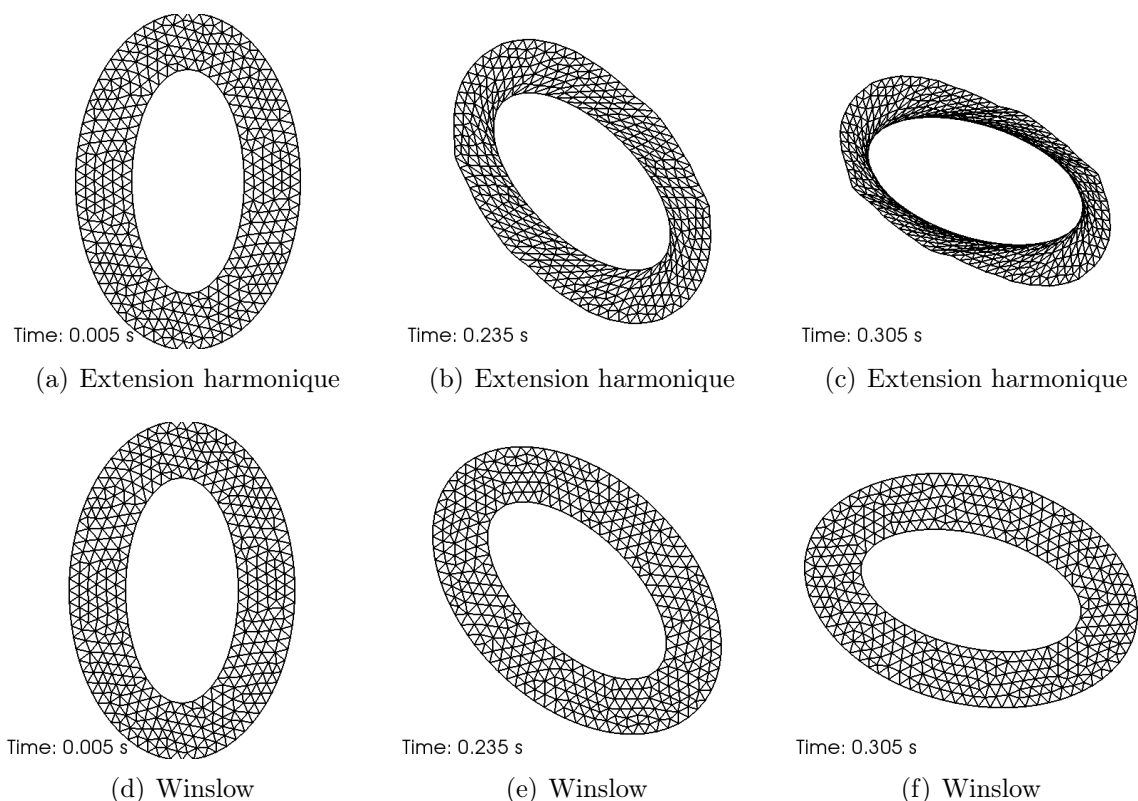 Time: 0.005 s
Time: 0.235 s
Time: 0.305 s
(a) Extension harmonique
(b) Extension harmonique
(c) Extension harmonique
Time: 0.005 s
Time: 0.235 s
Time: 0.305 s
(d) Winslow
(e) Winslow
(f) Winslow